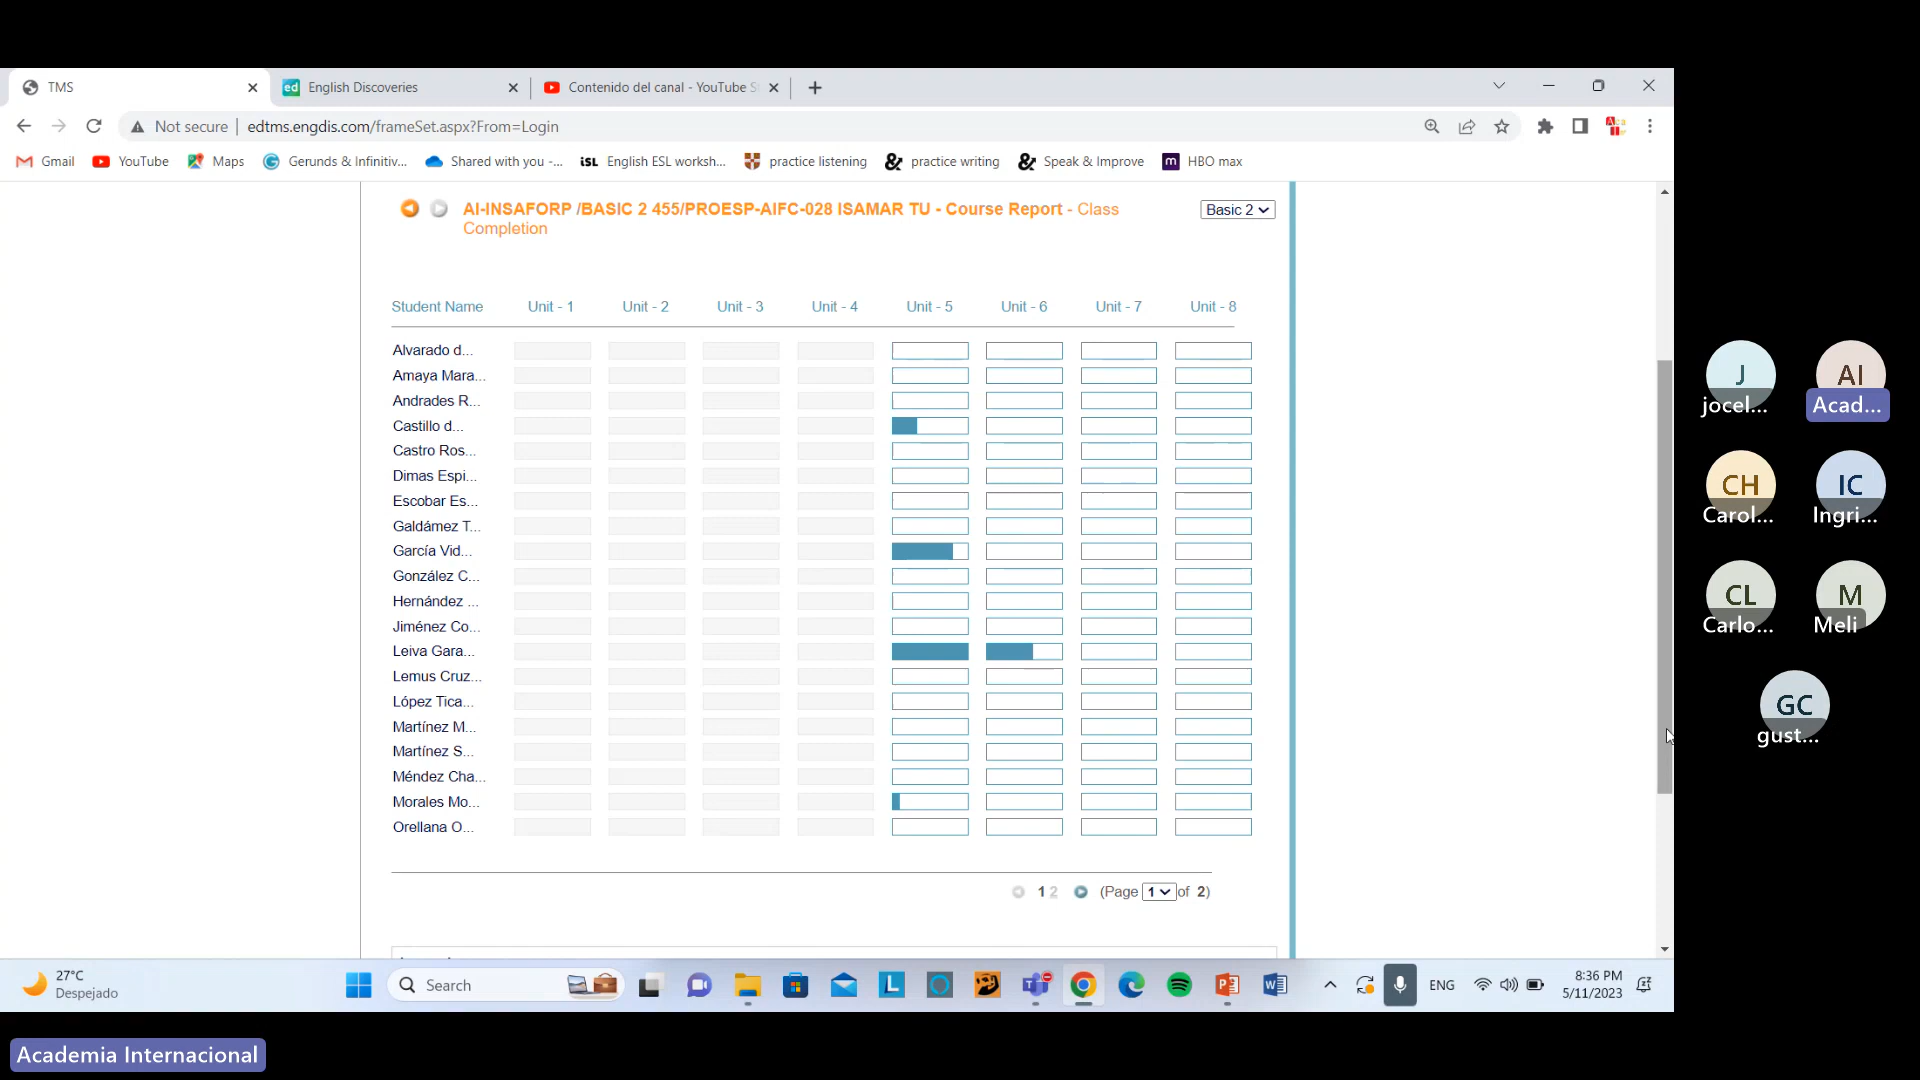 TMS
English Discoveries
Contenido del canal - YouTube S
Not secure
edtms.engdis.com/frameSet.aspx?From=Login
Gmail
YouTube
Maps
Gerunds & Infinitiv...
Shared with you -...
iSL English ESL worksh...
practice listening
practice writing
Speak & Improve
HBO max
AI-INSAFORP /BASIC 2 455/PROESP-AIFC-028 ISAMAR TU - Course Report - Class
Completion
Basic 2
Student Name Unit - 1 Unit - 2 Unit - 3 Unit - 4 Unit - 5 Unit - 6 Unit - 7 Unit - 8
Alvarado d...
Amaya Mara...
Andrades R...
Castillo d...
Castro Ros...
Dimas Espi...
Escobar Es...
Galdámez T...
García Vid...
González C...
Hernández ...
Jiménez Co...
Leiva Gara...
Lemus Cruz...
López Tica...
Martínez M...
Martínez S...
Méndez Cha...
Morales Mo...
Orellana O...
1 2 (Page 1 of 2)
J
jocel...
AI
Acad...
CH
Carol...
IC
Ingri...
CL
Carlo...
M
Meli
GC
gust...
27°C
Despejado
Search
ENG
8:36 PM
5/11/2023
Academia Internacional